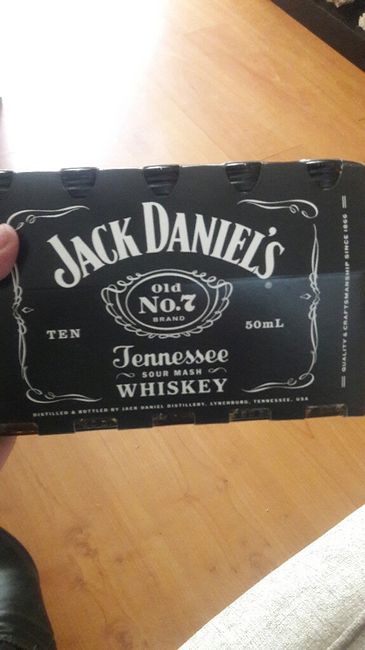 JACK DANIEL'S
Old
No.7
BRAND
TEN
50mL
Tennessee
SOUR MASH
WHISKEY
DISTILLED & BOTTLED BY JACK DANIEL DISTILLERY, LYNCHBURG, TENNESSEE, USA
QUALITY & CRAFTSMANSHIP SINCE 1866